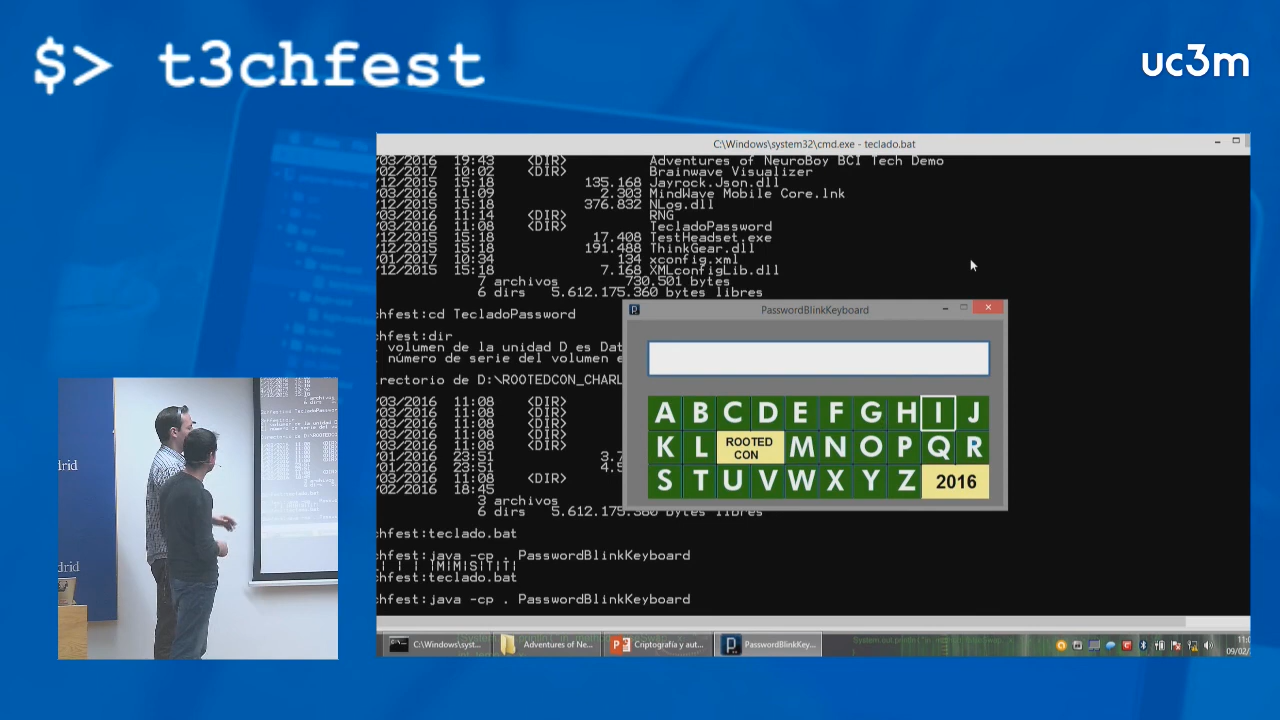 $> t3chfest
uc3m
C:\Windows\system32\cmd.exe - teclado.bat
/03/2016 19:43 <DIR> Adventures of NeuroBoy BCI Tech Demo
/02/2017 10:02 <DIR> Brainwave Visualizer
/12/2015 15:18 135.168 Jayrock.Json.dll
/03/2016 11:09 2.303 MindWave Mobile Core.lnk
/12/2015 15:18 376.832 NLog.dll
/03/2016 11:14 <DIR> RNG
/03/2016 11:08 <DIR> TecladoPassword
/12/2015 15:18 17.408 TestHeadset.exe
/12/2015 15:18 191.488 ThinkGear.dll
/01/2017 10:34 134 xconfig.xml
/12/2015 15:18 7.168 XMLconfigLib.dll
7 archivos 730.501 bytes
6 dirs 5.612.175.360 bytes libres
chfest:cd TecladoPassword
chfest:dir
volumen de la unidad D es Dat
número de serie del volumen e
rectorio de D:\ROOTEDCON_CHARL
/03/2016 11:08 <DIR>
/03/2016 11:08 <DIR>
/03/2016 11:08 <DIR>
/03/2016 11:08 <DIR>
/03/2016 11:08 <DIR>
/01/2016 23:51 3.7
/01/2016 23:51 4.5
/03/2016 11:08 <DIR>
/02/2016 18:45
3 archivos
6 dirs 5.612.175.360 bytes libres
chfest:teclado.bat
chfest:java -cp . PasswordBlinkKeyboard
| | | |M|M|S|T|T|
chfest:teclado.bat
chfest:java -cp . PasswordBlinkKeyboard
PasswordBlinkKeyboard
A B C D E F G H I J
K L ROOTED CON M N O P Q R
S T U V W X Y Z 2016
C:\Windows\syst...
Adventures of Ne...
Criptografía y aut...
PasswordBlinkKey...
11:0
09/02/
drid